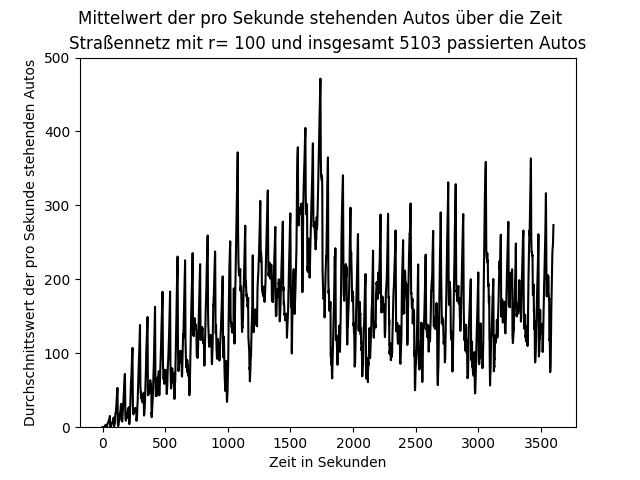 Mittelwert der pro Sekunde stehenden Autos über die Zeit
Straßennetz mit r= 100 und insgesamt 5103 passierten Autos
Durchschnittswert der pro Sekunde stehenden Autos
500
400
300
200
100
0
0 500 1000 1500 2000 2500 3000 3500
Zeit in Sekunden